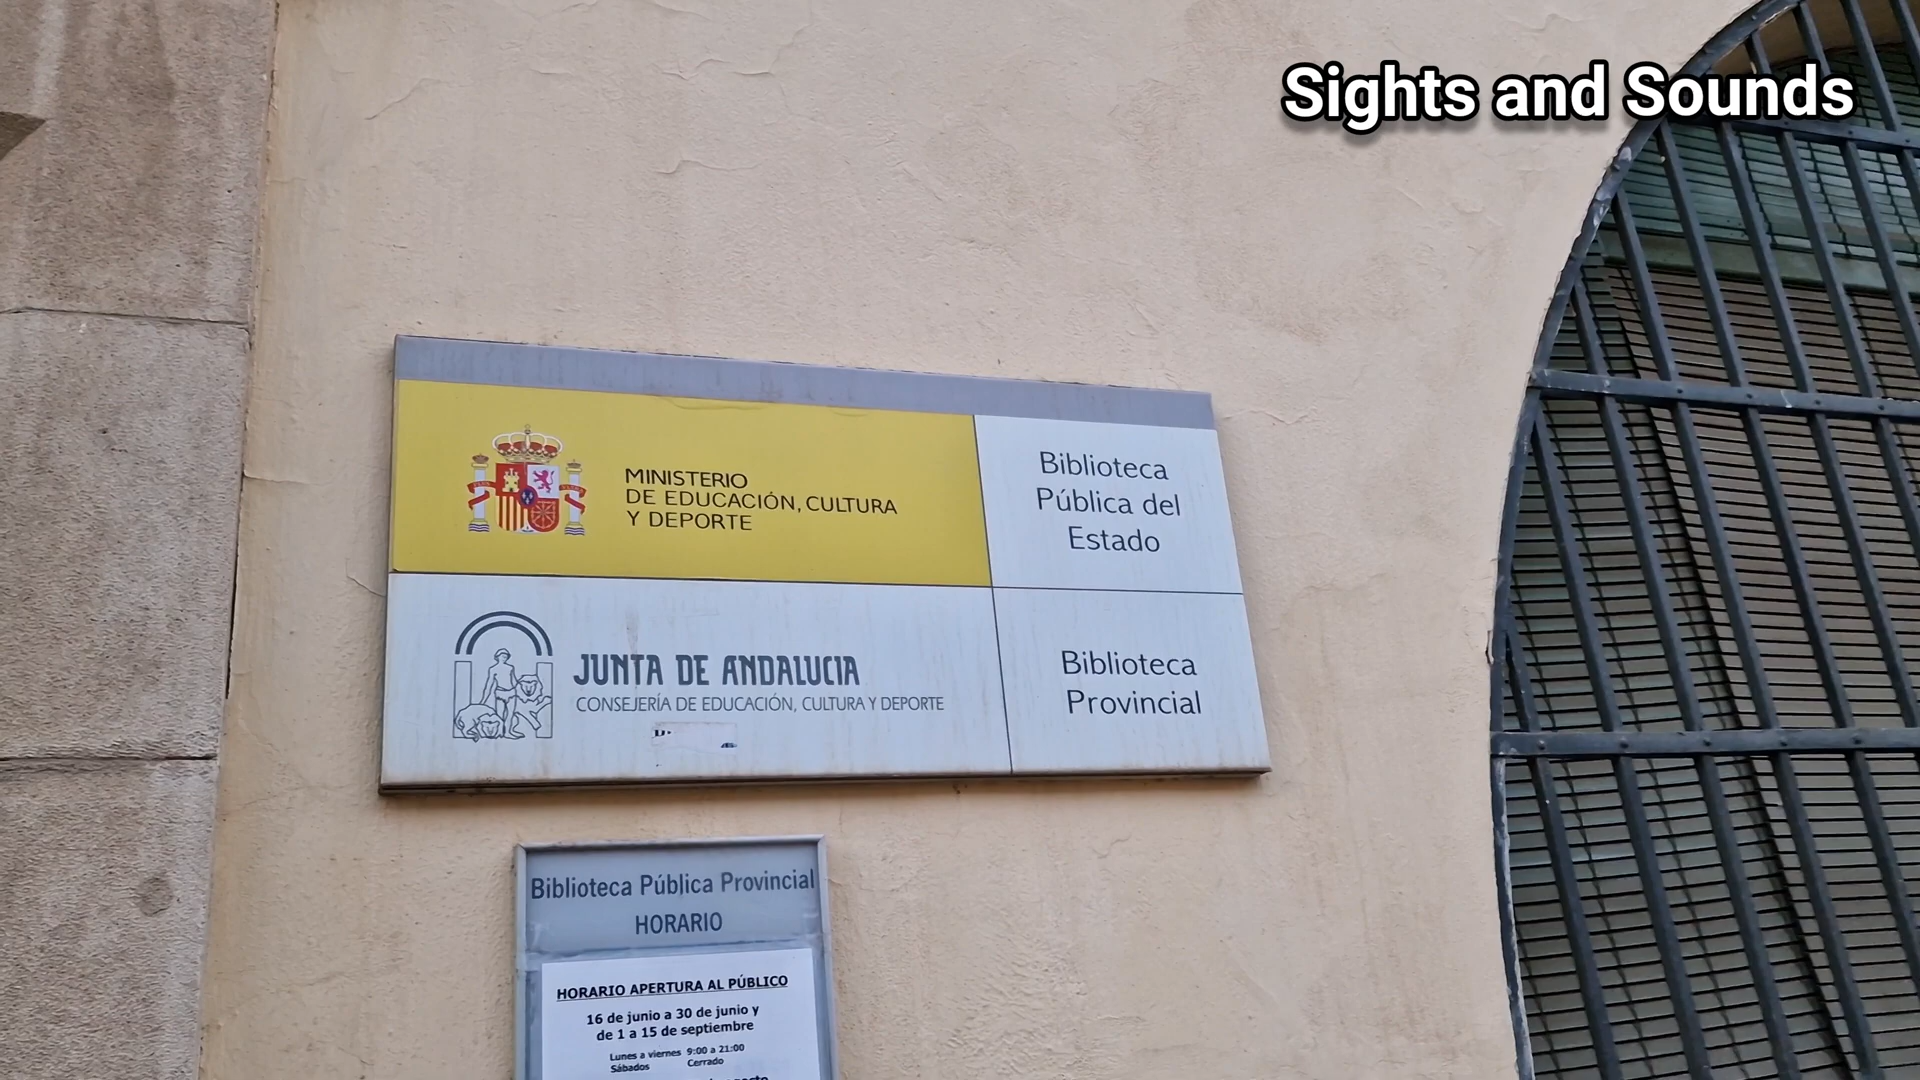 Sights and Sounds
MINISTERIO
DE EDUCACIÓN, CULTURA
Y DEPORTE
Biblioteca
Pública del
Estado
JUNTA DE ANDALUCIA
CONSEJERÍA DE EDUCACIÓN, CULTURA Y DEPORTE
Biblioteca
Provincial
Biblioteca Pública Provincial
HORARIO
HORARIO APERTURA AL PÚBLICO
16 de junio a 30 de junio y
de 1 a 15 de septiembre
Lunes a viernes 9:00 a 21:00
Sábados Cerrado